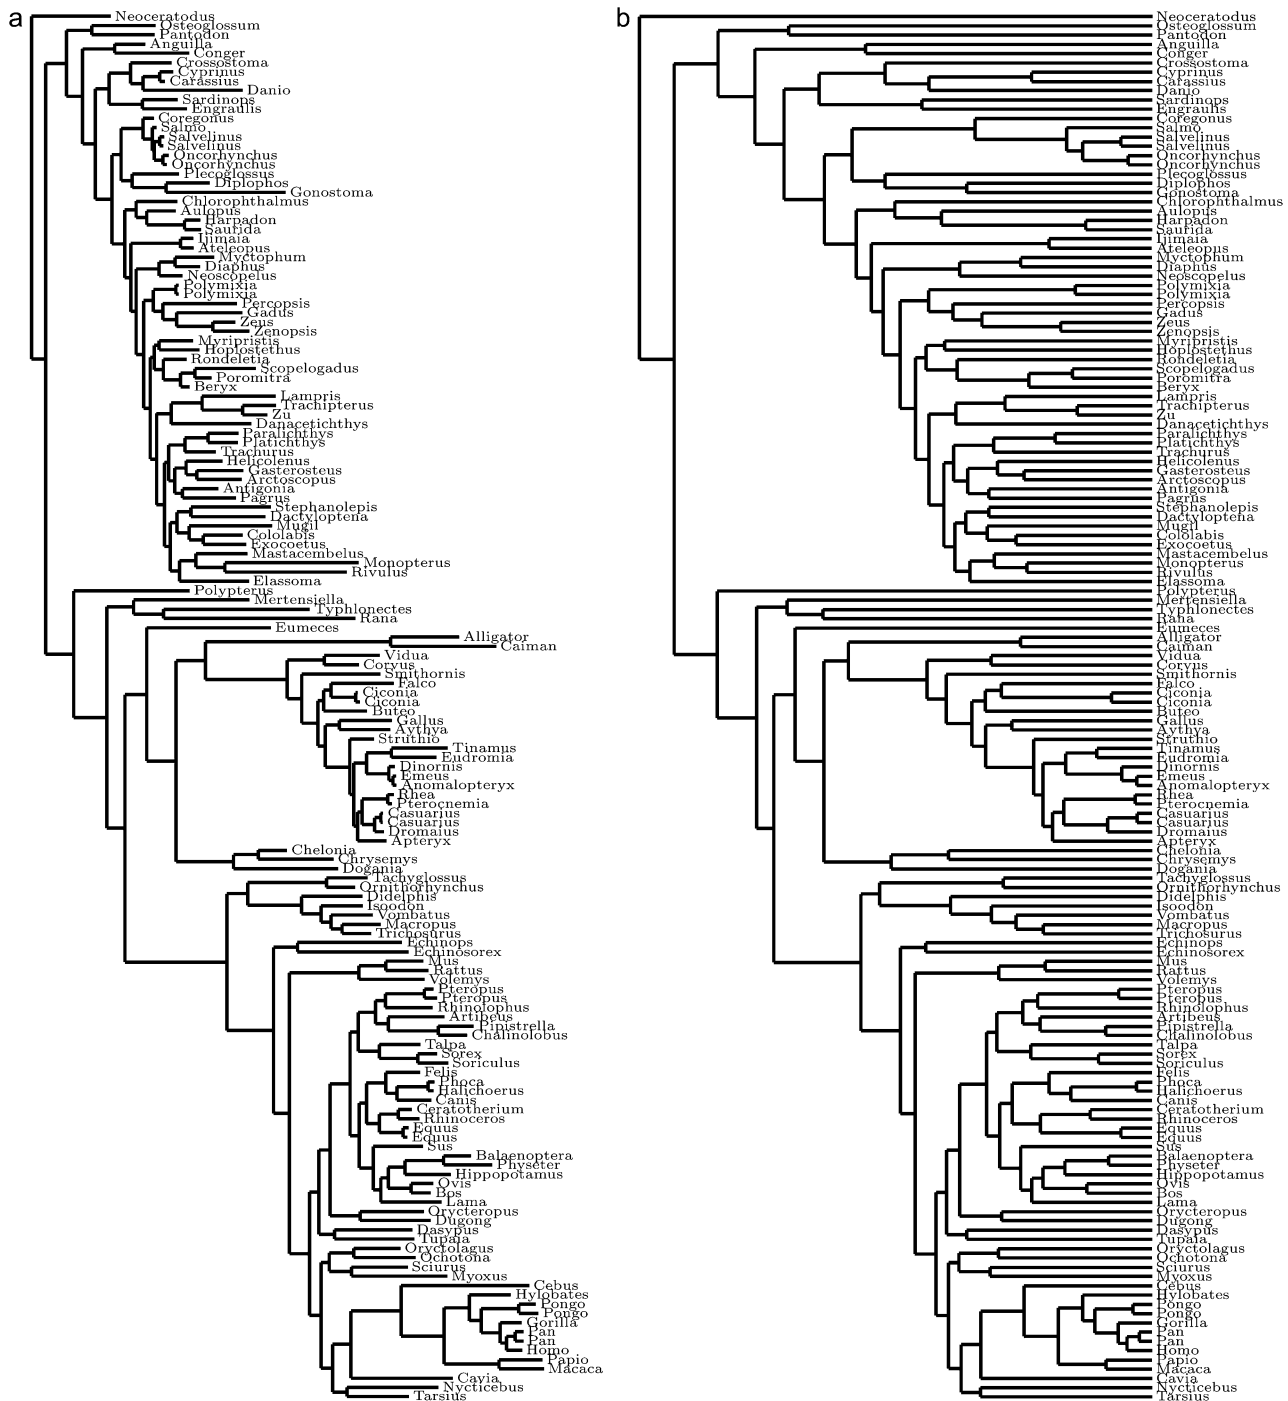 a
Neoceratodus
Osteoglossum
Pantodon
Anguilla
Conger
Crossostoma
Cyprinus
Carassius
Danio
Sardinops
Engraulis
Coregonus
Salmo
Salvelinus
Salvelinus
Oncorhynchus
Oncorhynchus
Plecoglossus
Diplophos
Gonostoma
Chlorophthalmus
Aulopus
Harpadon
Saurida
Ijimaia
Ateleopus
Myctophum
Diaphus
Neoscopelus
Polymixia
Polymixia
Percopsis
Gadus
Zeus
Zenopsis
Myripristis
Hoplostethus
Rondeletia
Scopelogadus
Poromitra
Beryx
Lampris
Trachipterus
Zu
Danacetichthys
Paralichthys
Platichthys
Trachurus
Helicolenus
Gasterosteus
Arctoscopus
Antigonia
Pagrus
Stephanolepis
Dactyloptena
Mugil
Cololabis
Exocoetus
Mastacembelus
Monopterus
Rivulus
Elassoma
Polypterus
Mertensiella
Typhlonectes
Rana
Eumeces
Alligator
Caiman
Vidua
Corvus
Smithornis
Falco
Ciconia
Ciconia
Buteo
Gallus
Aythya
Struthio
Tinamus
Eudromia
Dinornis
Emeus
Anomalopteryx
Rhea
Pterocnemia
Casuarius
Casuarius
Dromaius
Apteryx
Chelonia
Chrysemys
Dogania
Tachyglossus
Ornithorhynchus
Didelphis
Isoodon
Vombatus
Macropus
Trichosurus
Echinops
Echinosorex
Mus
Rattus
Volemys
Pteropus
Pteropus
Rhinolophus
Artibeus
Pipistrella
Chalinolobus
Talpa
Sorex
Soriculus
Felis
Phoca
Halichoerus
Canis
Ceratotherium
Rhinoceros
Equus
Equus
Sus
Balaenoptera
Physeter
Hippopotamus
Ovis
Bos
Lama
Orycteropus
Dugong
Dasypus
Tupaia
Oryctolagus
Ochotona
Sciurus
Myoxus
Cebus
Hylobates
Pongo
Pongo
Gorilla
Pan
Pan
Homo
Papio
Macaca
Cavia
Nycticebus
Tarsius
b
Neoceratodus
Osteoglossum
Pantodon
Anguilla
Conger
Crossostoma
Cyprinus
Carassius
Danio
Sardinops
Engraulis
Coregonus
Salmo
Salvelinus
Salvelinus
Oncorhynchus
Oncorhynchus
Plecoglossus
Diplophos
Gonostoma
Chlorophthalmus
Aulopus
Harpadon
Saurida
Ijimaia
Ateleopus
Myctophum
Diaphus
Neoscopelus
Polymixia
Polymixia
Percopsis
Gadus
Zeus
Zenopsis
Myripristis
Hoplostethus
Rondeletia
Scopelogadus
Poromitra
Beryx
Lampris
Trachipterus
Zu
Danacetichthys
Paralichthys
Platichthys
Trachurus
Helicolenus
Gasterosteus
Arctoscopus
Antigonia
Pagrus
Stephanolepis
Dactyloptena
Mugil
Cololabis
Exocoetus
Mastacembelus
Monopterus
Rivulus
Elassoma
Polypterus
Mertensiella
Typhlonectes
Rana
Eumeces
Alligator
Caiman
Vidua
Corvus
Smithornis
Falco
Ciconia
Ciconia
Buteo
Gallus
Aythya
Struthio
Tinamus
Eudromia
Dinornis
Emeus
Anomalopteryx
Rhea
Pterocnemia
Casuarius
Casuarius
Dromaius
Apteryx
Chelonia
Chrysemys
Dogania
Tachyglossus
Ornithorhynchus
Didelphis
Isoodon
Vombatus
Macropus
Trichosurus
Echinops
Echinosorex
Mus
Rattus
Volemys
Pteropus
Pteropus
Rhinolophus
Artibeus
Pipistrella
Chalinolobus
Talpa
Sorex
Soriculus
Felis
Phoca
Halichoerus
Canis
Ceratotherium
Rhinoceros
Equus
Equus
Sus
Balaenoptera
Physeter
Hippopotamus
Ovis
Bos
Lama
Orycteropus
Dugong
Dasypus
Tupaia
Oryctolagus
Ochotona
Sciurus
Myoxus
Cebus
Hylobates
Pongo
Pongo
Gorilla
Pan
Pan
Homo
Papio
Macaca
Cavia
Nycticebus
Tarsius